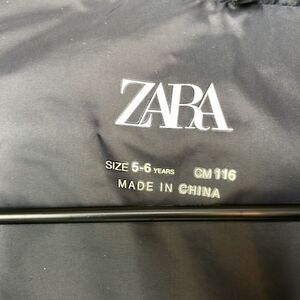 ZARA
SIZE 5-6 YEARS CM 116
MADE IN CHINA